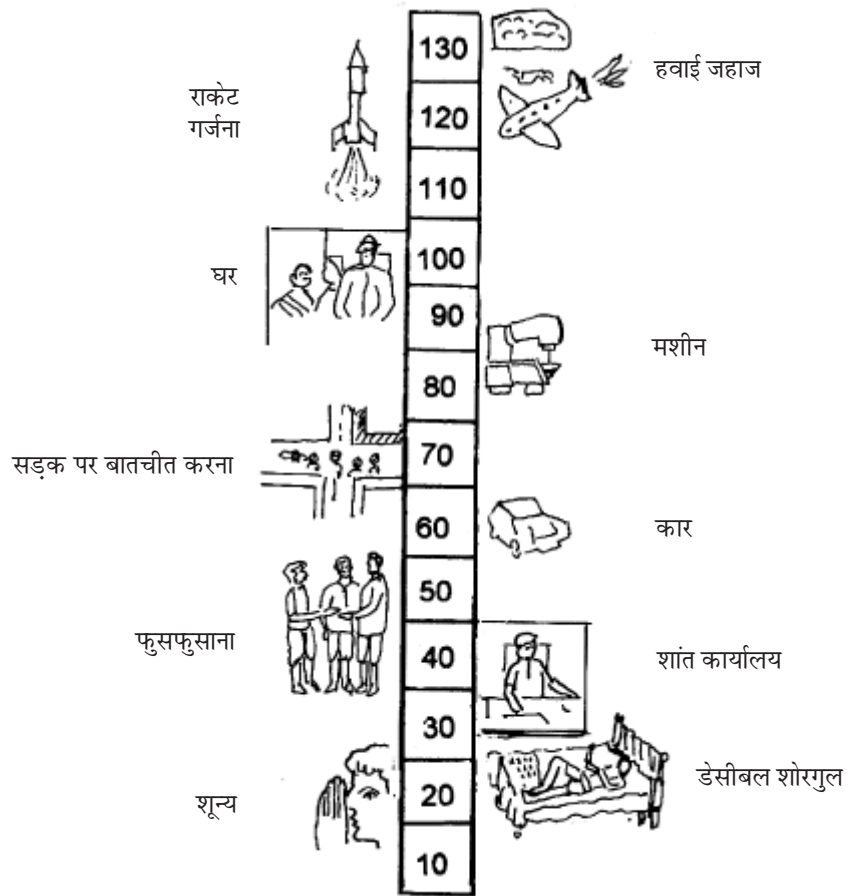 130
हवाई जहाज
राकेट
गर्जना
120
110
घर
100
90
मशीन
80
सड़क पर बातचीत करना
70
60
कार
50
फुसफुसाना
40
शांत कार्यालय
30
डेसीबल शोरगुल
शून्य
20
10